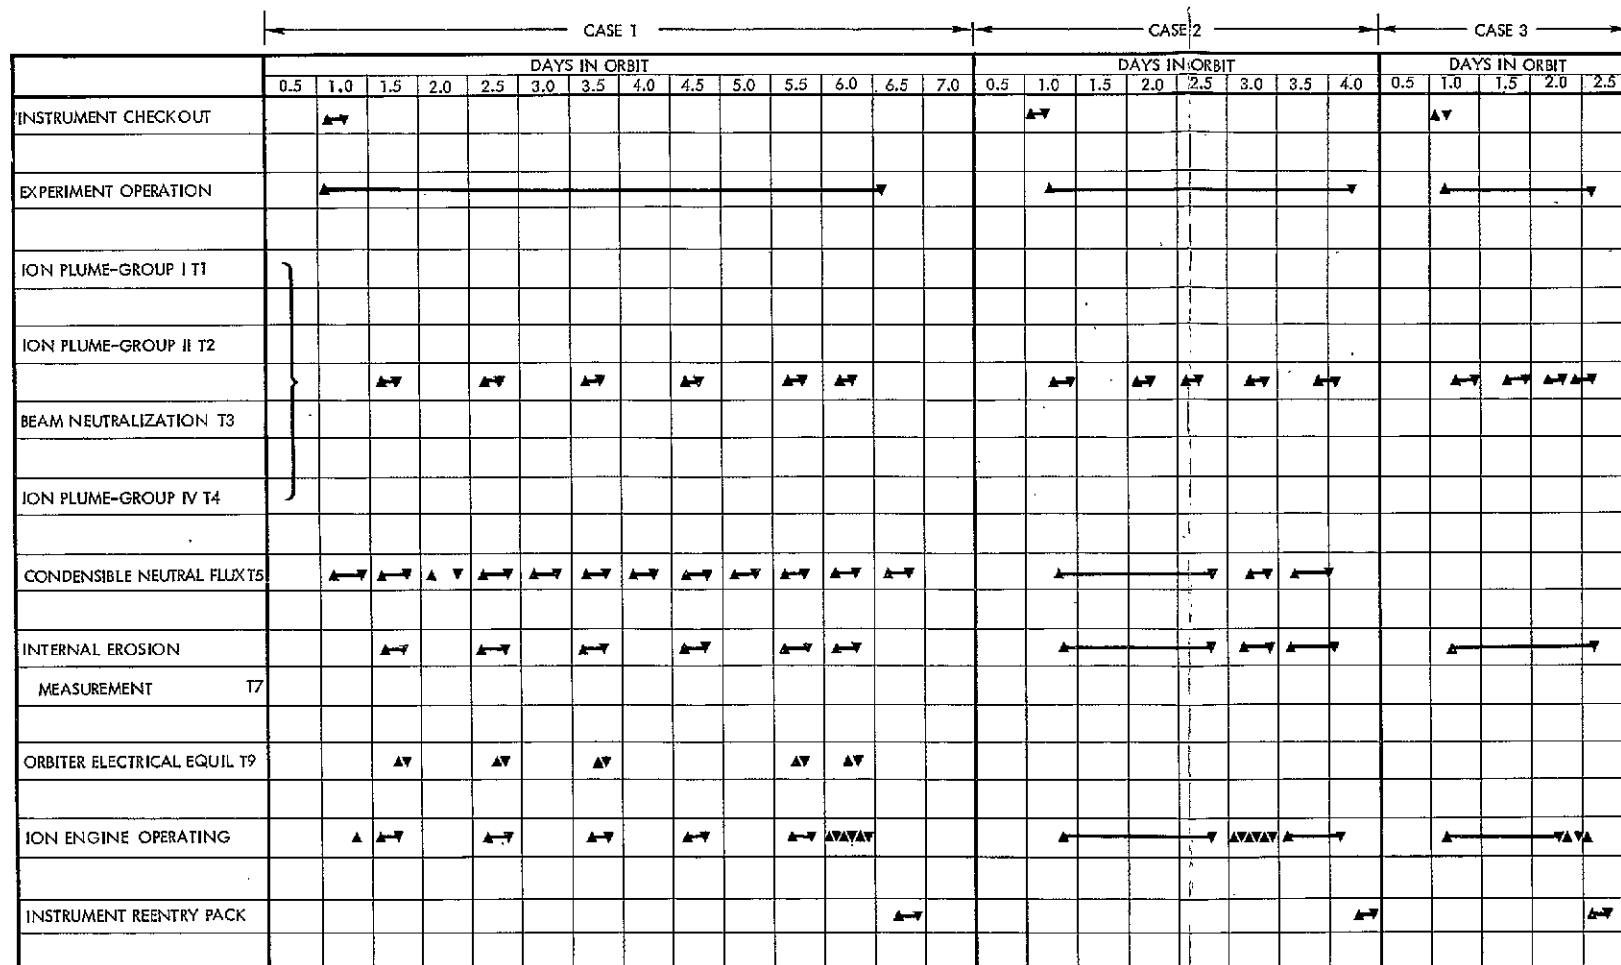 CASE 1 CASE 2 CASE 3
DAYS IN ORBIT DAYS IN ORBIT DAYS IN ORBIT
0.5 1.0 1.5 2.0 2.5 3.0 3.5 4.0 4.5 5.0 5.5 6.0 6.5 7.0 0.5 1.0 1.5 2.0 2.5 3.0 3.5 4.0 0.5 1.0 1.5 2.0 2.5
INSTRUMENT CHECKOUT
EXPERIMENT OPERATION
ION PLUME-GROUP I T1
ION PLUME-GROUP II T2
BEAM NEUTRALIZATION T3
ION PLUME-GROUP IV T4
CONDENSIBLE NEUTRAL FLUX T5
INTERNAL EROSION
MEASUREMENT T7
ORBITER ELECTRICAL EQUIL T9
ION ENGINE OPERATING
INSTRUMENT REENTRY PACK